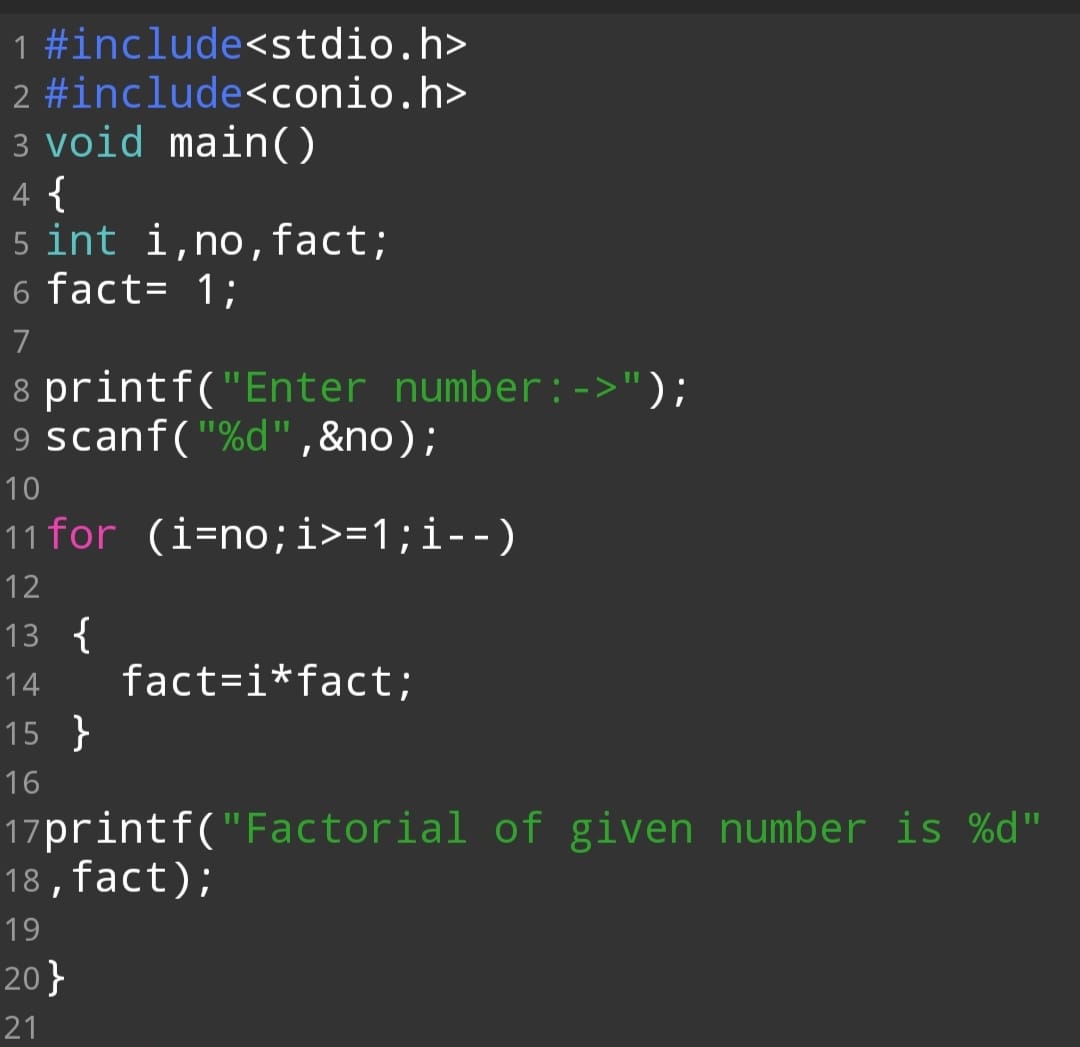 1 #include<stdio.h>
2 #include<conio.h>
3 void main()
4 {
5 int i,no,fact;
6 fact= 1;
7
8 printf("Enter number:->");
9 scanf("%d",&no);
10
11 for (i=no;i>=1;i--)
12
13 {
14 fact=i*fact;
15 }
16
17 printf("Factorial of given number is %d"
18 ,fact);
19
20 }
21